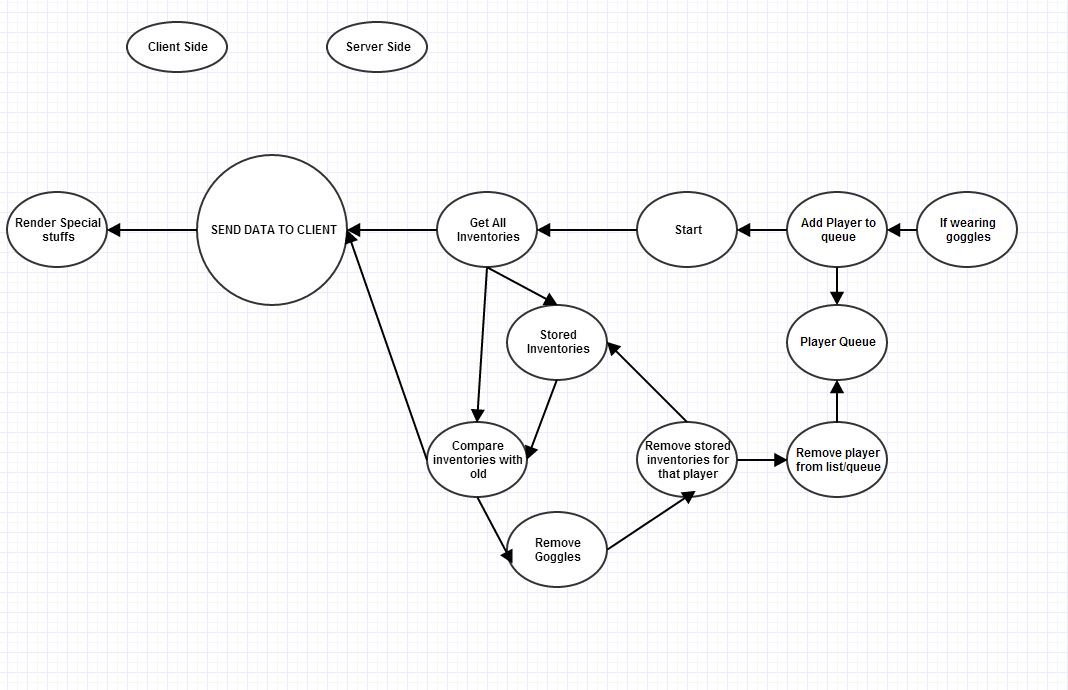 Client Side
Server Side
Render Special
stuffs
SEND DATA TO CLIENT
Get All
Inventories
Start
Add Player to
queue
If wearing
goggles
Stored
Inventories
Player Queue
Compare
inventories with
old
Remove stored
inventories for
that player
Remove player
from list/queue
Remove
Goggles